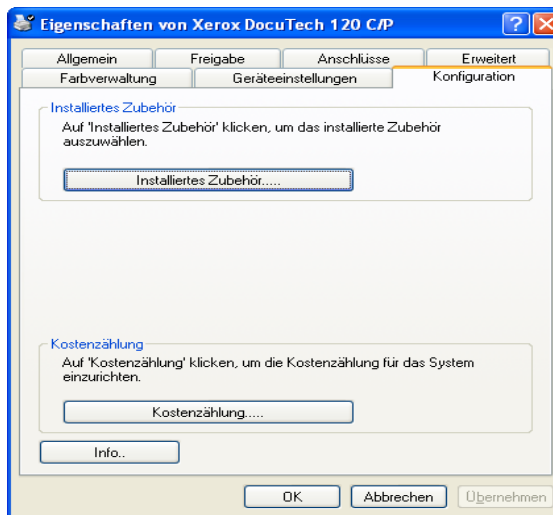 Eigenschaften von Xerox DocuTech 120 C/P
Allgemein Freigabe Anschlüsse Erweitert
Farbverwaltung Geräteeinstellungen Konfiguration
Installiertes Zubehör
Auf 'Installiertes Zubehör' klicken, um das installierte Zubehör
auszuwählen.
Installiertes Zubehör.....
Kostenzählung
Auf 'Kostenzählung' klicken, um die Kostenzählung für das System
einzurichten.
Kostenzählung.....
Info..
OK Abbrechen Übernehmen